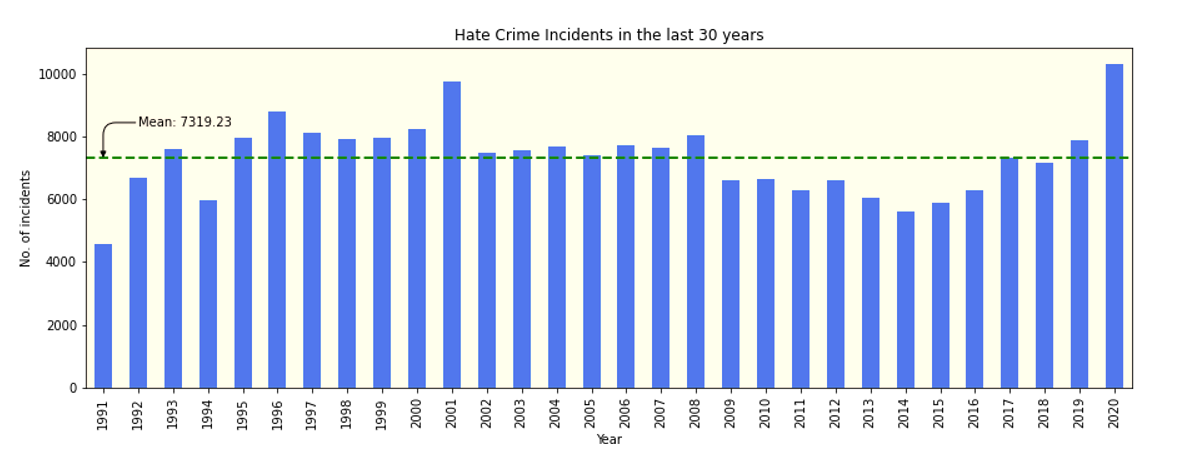 Hate Crime Incidents in the last 30 years
10000
Mean: 7319.23
8000
6000
4000
2000
0
No. of incidents
1991 1992 1993 1994 1995 1996 1997 1998 1999 2000 2001 2002 2003 2004 2005 2006 2007 2008 2009 2010 2011 2012 2013 2014 2015 2016 2017 2018 2019 2020
Year